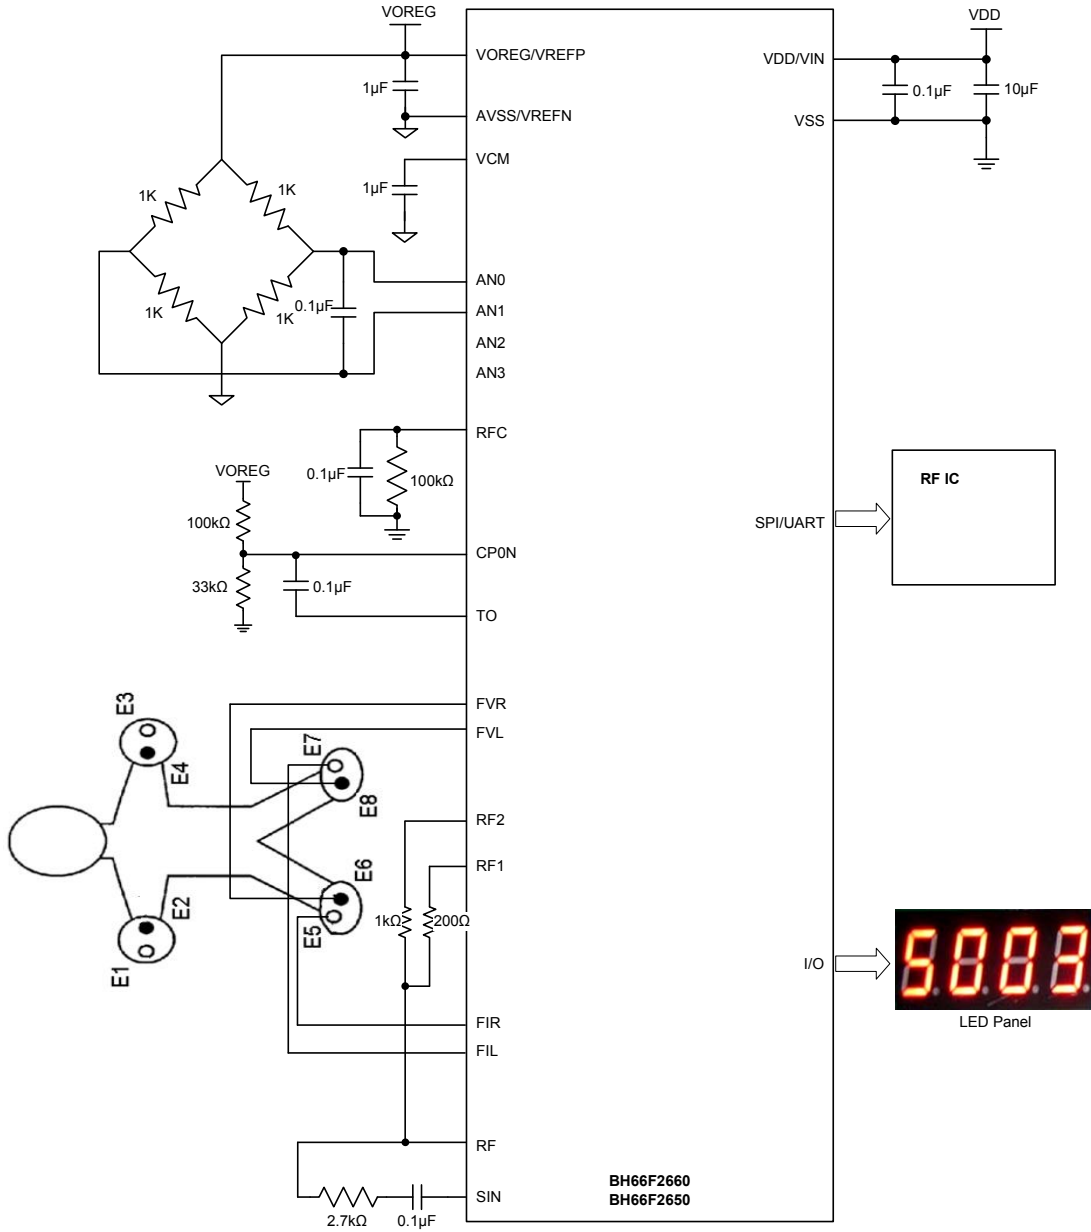 VOREG
VDD
VOREG/VREFP
VDD/VIN
1µF
0.1µF
10µF
AVSS/VREFN
VSS
VCM
1µF
1K
1K
AN0
0.1µF
AN1
1K
1K
AN2
AN3
RFC
0.1µF
100kΩ
VOREG
RF IC
100kΩ
SPI/UART
CP0N
33kΩ
0.1µF
TO
FVR
FVL
E3
E4
E7
E8
RF2
RF1
E6
E2
E5
E1
1kΩ
200Ω
I/O
5003
LED Panel
FIR
FIL
RF
SIN
2.7kΩ
0.1µF
BH66F2660
BH66F2650